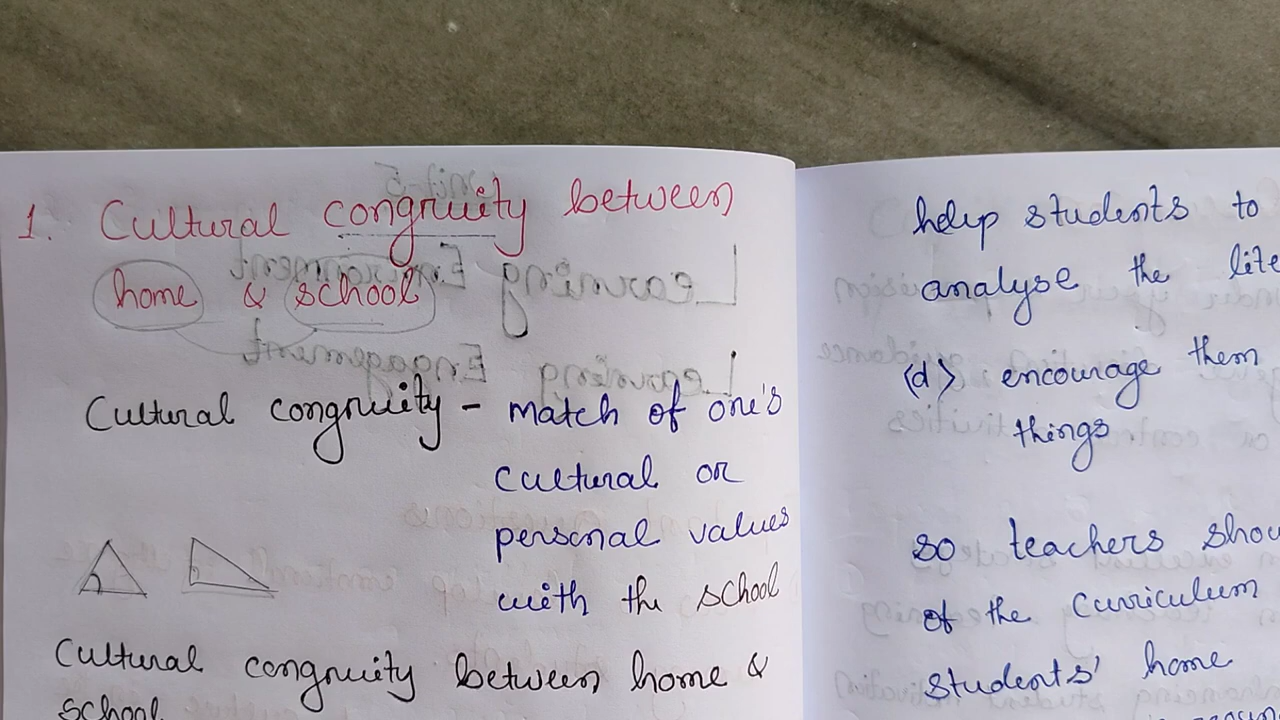 1. Cultural congruity between
home & school
Cultural congruity - match of one's
cultural or
personal values
with the school
Cultural congruity between home &
school
help students to
analyse the
(d) encourage them
things
so teachers
of the curriculum
students' home